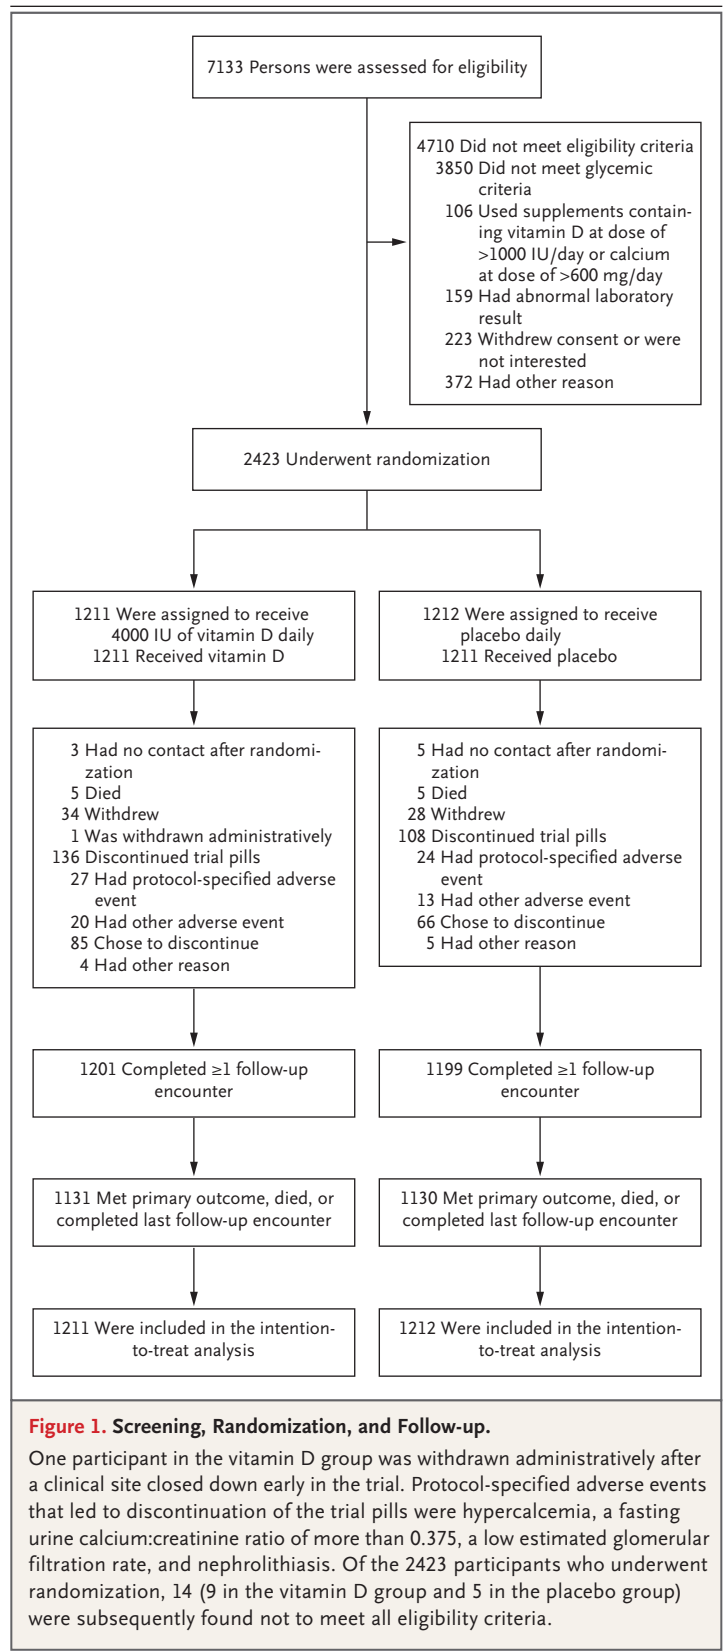 7133 Persons were assessed for eligibility
4710 Did not meet eligibility criteria
3850 Did not meet glycemic
criteria
106 Used supplements contain-
ing vitamin D at dose of
>1000 IU/day or calcium
at dose of >600 mg/day
159 Had abnormal laboratory
result
223 Withdrew consent or were
not interested
372 Had other reason
2423 Underwent randomization
1211 Were assigned to receive
4000 IU of vitamin D daily
1211 Received vitamin D
1212 Were assigned to receive
placebo daily
1211 Received placebo
3 Had no contact after randomi-
zation
5 Died
34 Withdrew
1 Was withdrawn administratively
136 Discontinued trial pills
27 Had protocol-specified adverse
event
20 Had other adverse event
85 Chose to discontinue
4 Had other reason
5 Had no contact after randomi-
zation
5 Died
28 Withdrew
108 Discontinued trial pills
24 Had protocol-specified adverse
event
13 Had other adverse event
66 Chose to discontinue
5 Had other reason
1201 Completed ≥1 follow-up
encounter
1199 Completed ≥1 follow-up
encounter
1131 Met primary outcome, died, or
completed last follow-up encounter
1130 Met primary outcome, died, or
completed last follow-up encounter
1211 Were included in the intention-
to-treat analysis
1212 Were included in the intention-
to-treat analysis
Figure 1. Screening, Randomization, and Follow-up.
One participant in the vitamin D group was withdrawn administratively after
a clinical site closed down early in the trial. Protocol-specified adverse events
that led to discontinuation of the trial pills were hypercalcemia, a fasting
urine calcium:creatinine ratio of more than 0.375, a low estimated glomerular
filtration rate, and nephrolithiasis. Of the 2423 participants who underwent
randomization, 14 (9 in the vitamin D group and 5 in the placebo group)
were subsequently found not to meet all eligibility criteria.